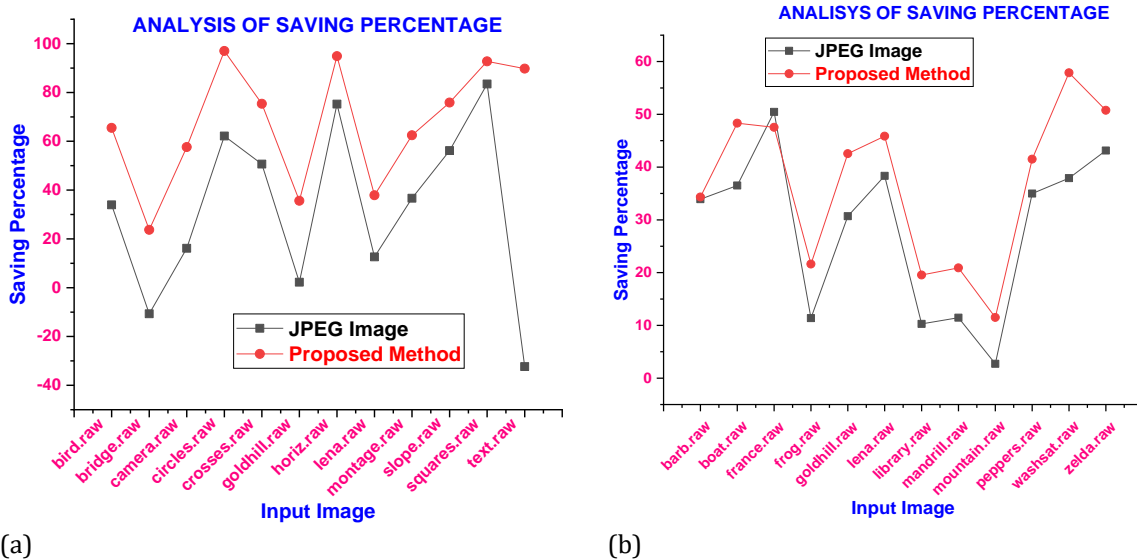 ANALYSIS OF SAVING PERCENTAGE
Saving Percentage
100
80
60
40
20
0
-20
-40
JPEG Image
Proposed Method
bird.raw
bridge.raw
camera.raw
circles.raw
crosses.raw
goldhill.raw
horiz.raw
lena.raw
montage.raw
slope.raw
squares.raw
text.raw
Input Image
(a)
ANALISYS OF SAVING PERCENTAGE
Saving Percentage
60
50
40
30
20
10
0
JPEG Image
Proposed Method
barb.raw
boat.raw
france.raw
frog.raw
goldhill.raw
lena.raw
library.raw
mandrill.raw
mountain.raw
peppers.raw
washsat.raw
zelda.raw
Input Image
(b)